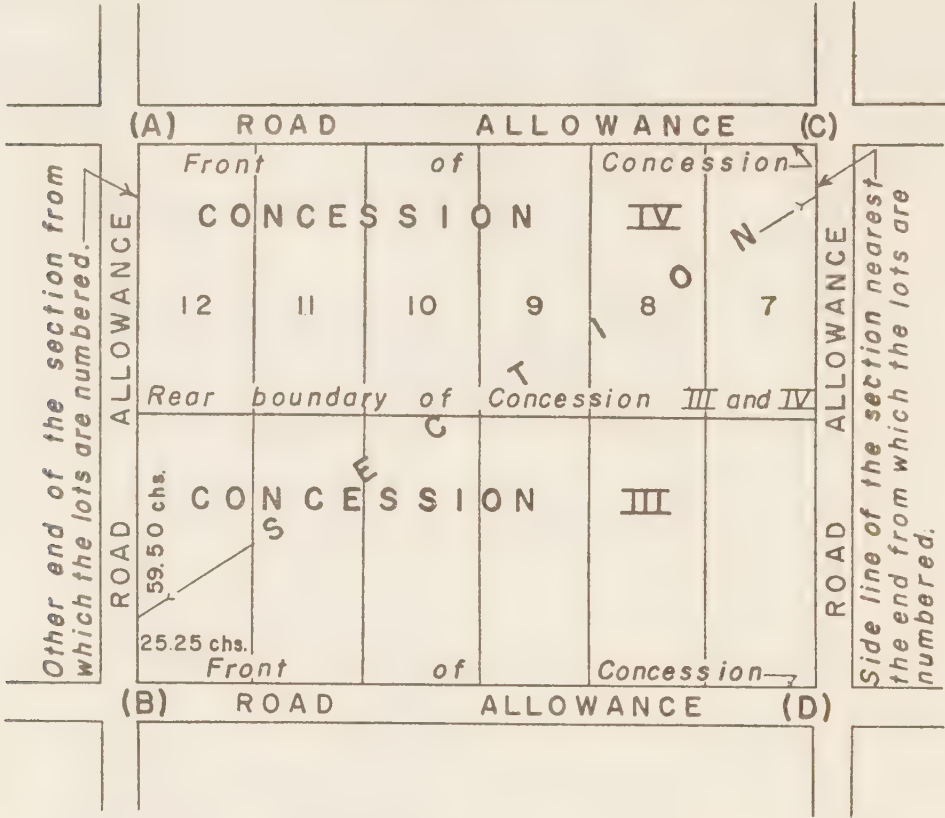 (A) ROAD ALLOWANCE (C)
Front of Concession
CONCESSION IV
12 11 10 9 8 7
Rear boundary of Concession III and IV
SECTION
CONCESSION III
59.50 chs.
25.25 chs.
Front of Concession
(B) ROAD ALLOWANCE (D)
ROAD ALLOWANCE
ROAD ALLOWANCE
Other end of the section from
which the lots are numbered.
Side line of the section nearest
the end from which the lots are
numbered.